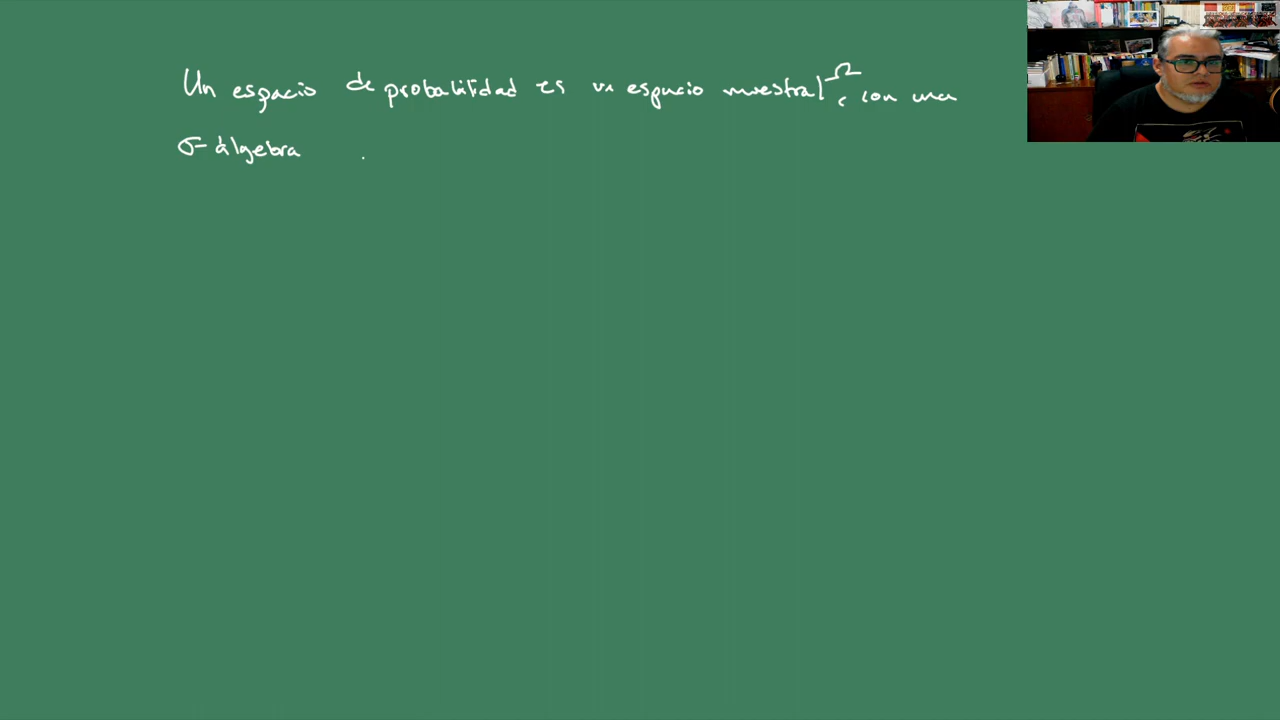 Un espacio de probabilidad es un espacio muestral Ω, con una
σ-álgebra